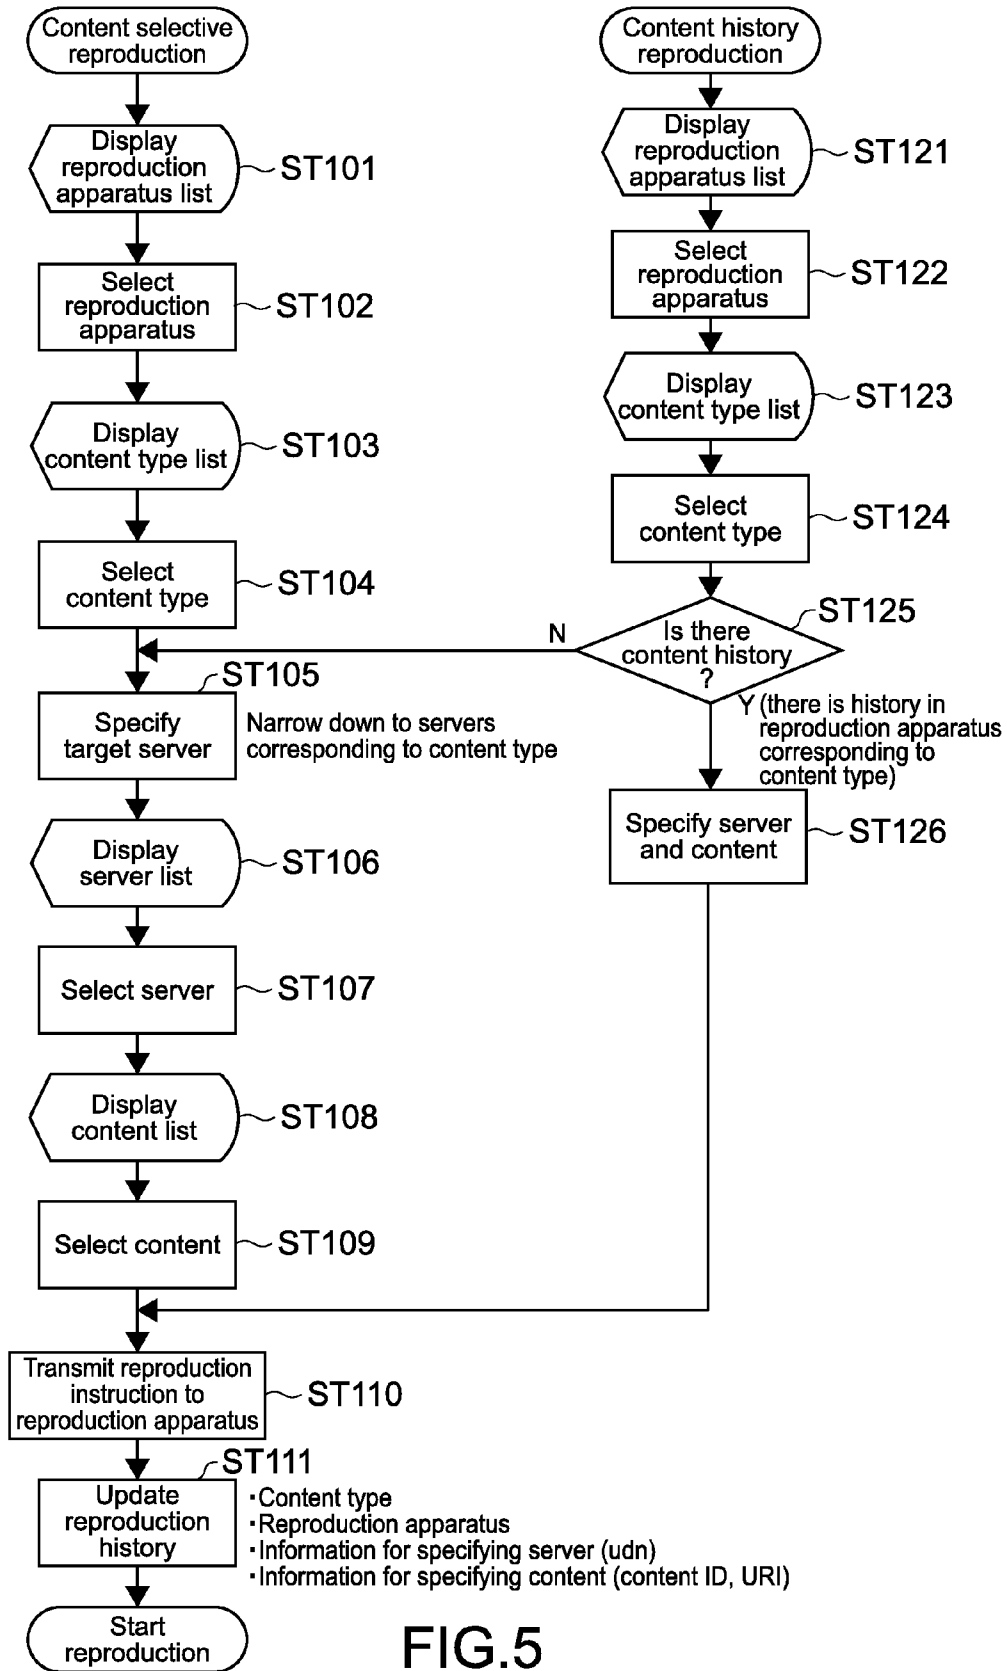 Content selective
reproduction
Display
reproduction
apparatus list
ST101
Select
reproduction
apparatus
ST102
Display
content type list
ST103
Select
content type
ST104
ST105
Specify
target server
Narrow down to servers
corresponding to content type
Display
server list
ST106
Select server
ST107
Display
content list
ST108
Select content
ST109
Transmit reproduction
instruction to
reproduction apparatus
ST110
ST111
Update
reproduction
history
・Content type
・Reproduction apparatus
・Information for specifying server (udn)
・Information for specifying content (content ID, URI)
Start
reproduction
Content history
reproduction
Display
reproduction
apparatus list
ST121
Select
reproduction
apparatus
ST122
Display
content type list
ST123
Select
content type
ST124
ST125
Is there
content history
?
N
Y (there is history in
reproduction apparatus
corresponding to
content type)
Specify server
and content
ST126
FIG.5